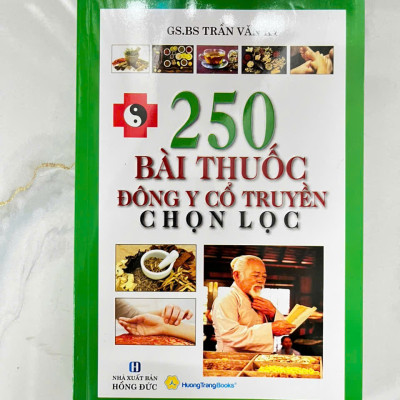 GS.BS TRẦN VĂN
250
BÀI THUỐC
ĐÔNG Y CỔ TRUYỀN
CHỌN LỌC
NHÀ XUẤT BẢN
HỒNG ĐỨC
HuongTrangBooks